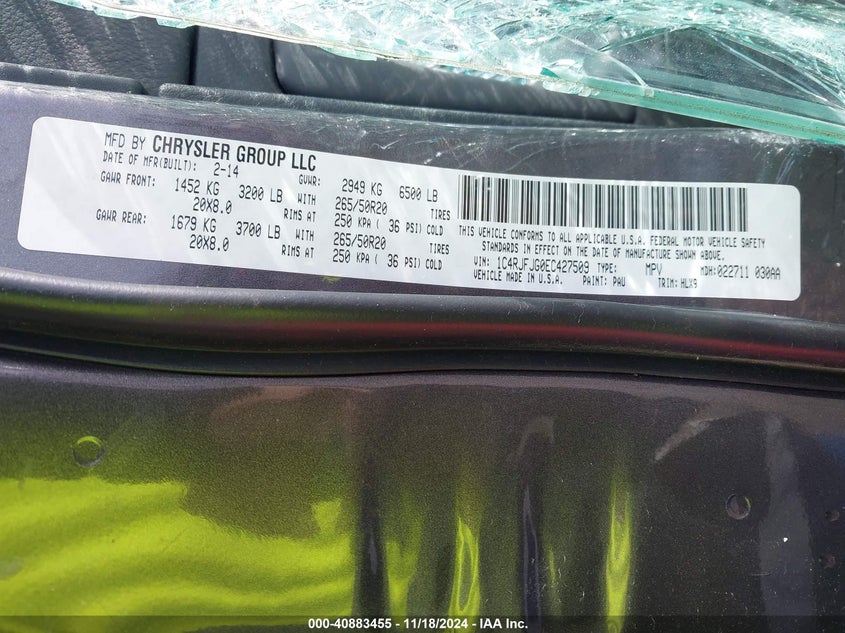 MFD BY CHRYSLER GROUP LLC
DATE OF MFR(BUILT): 2-14 GVWR: 2949 KG 6500 LB
GAWR FRONT: 1452 KG 3200 LB WITH 265/50R20 TIRES
20X8.0 RIMS AT 250 KPA ( 36 PSI) COLD
GAWR REAR: 1679 KG 3700 LB WITH 265/50R20 TIRES
20X8.0 RIMS AT 250 KPA ( 36 PSI) COLD
THIS VEHICLE CONFORMS TO ALL APPLICABLE U.S.A. FEDERAL MOTOR VEHICLE SAFETY
STANDARDS IN EFFECT ON THE DATE OF MANUFACTURE SHOWN ABOVE
VIN: 1C4RJFJG0EC427509 TYPE: MPV MDH:022711 030AA
VEHICLE MADE IN U.S.A. PAINT: PAU TRIM: HLX9
000-40883455 - 11/18/2024 - IAA Inc.